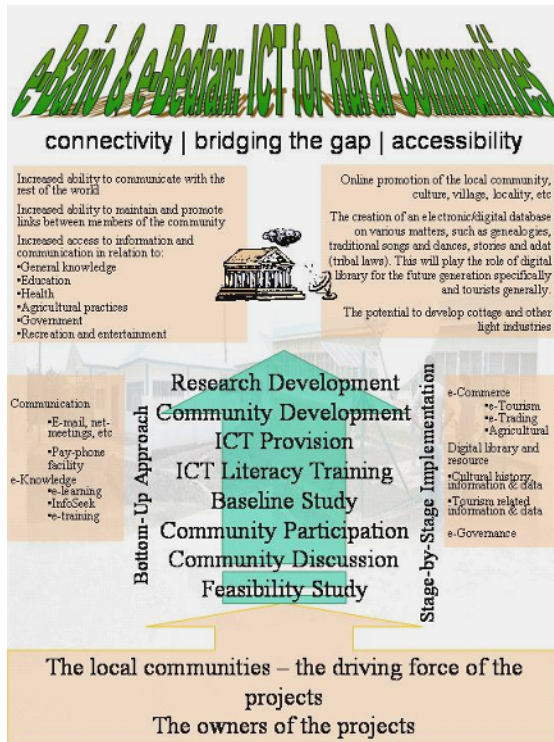 e-Bario & e-Bedian: ICT for Rural Communities
connectivity | bridging the gap | accessibility
Increased ability to communicate with the
rest of the world
Increased ability to maintain and promote
links between members of the community
Increased access to information and
communication in relation to:
•General knowledge
•Education
•Health
•Agricultural practices
•Government
•Recreation and entertainment
Online promotion of the local community,
culture, village, locality, etc
The creation of an electronic/digital database
on various matters, such as genealogies,
traditional songs and dances, stories and adat
(tribal laws). This will play the role of digital
library for the future generation specifically
and tourists generally.
The potential to develop cottage and other
light industries
Communication
•E-mail, net-
meetings, etc
•Pay-phone
facility
e-Knowledge
•e-learning
•InfoSeek
•e-training
Bottom-Up Approach
Research Development
Community Development
ICT Provision
ICT Literacy Training
Baseline Study
Community Participation
Community Discussion
Feasibility Study
Stage-by-Stage Implementation
e-Commerce
•e-Tourism
•e-Trading
•Agricultural
Digital library and
resource
•Cultural history,
information & data
•Tourism related
information & data
e-Governance
The local communities – the driving force of the
projects
The owners of the projects